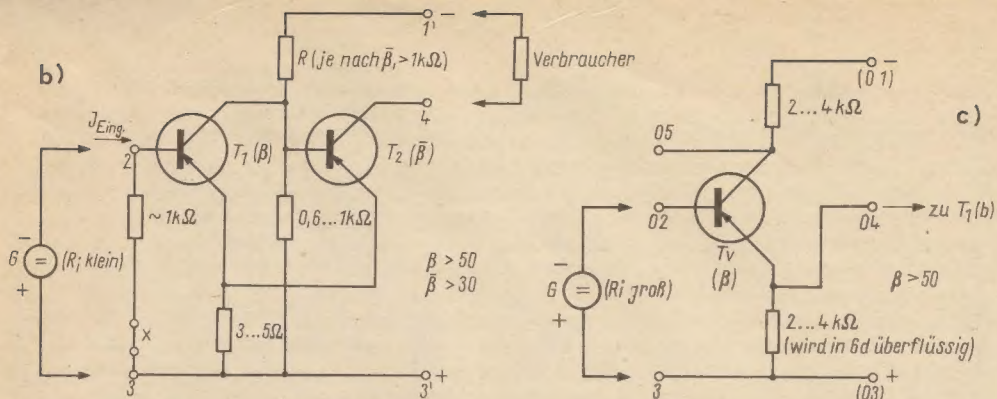 b)
1' –
R (je nach β̄, > 1kΩ)
Verbraucher
J Eing.
2
T₁ (β)
4
T₂ (β̄)
~1kΩ
0,6...1kΩ
–
G = (Rᵢ klein)
+
β > 50
β̄ > 30
x
3...5Ω
3
3' +
c)
(01) –
2...4kΩ
05
02
04 zu T₁(b)
Tv
(β)
β > 50
–
G = (Ri groß)
+
2...4kΩ
(wird in 6d überflüssig)
3
(03) +